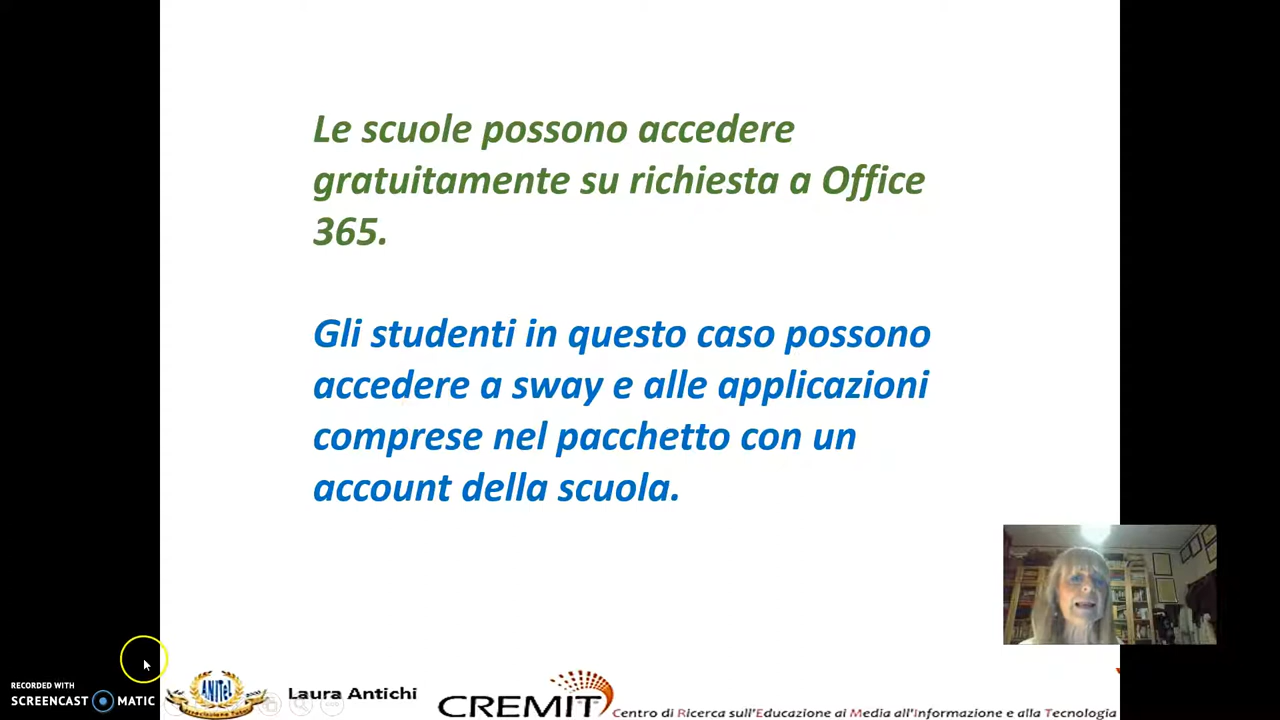 Le scuole possono accedere
gratuitamente su richiesta a Office
365.
Gli studenti in questo caso possono
accedere a sway e alle applicazioni
comprese nel pacchetto con un
account della scuola.
RECORDED WITH
SCREENCAST MATIC
ANITeL
Laura Antichi
CREMIT
Centro di Ricerca sull'Educazione ai Media all'Informazione e alla Tecnologia